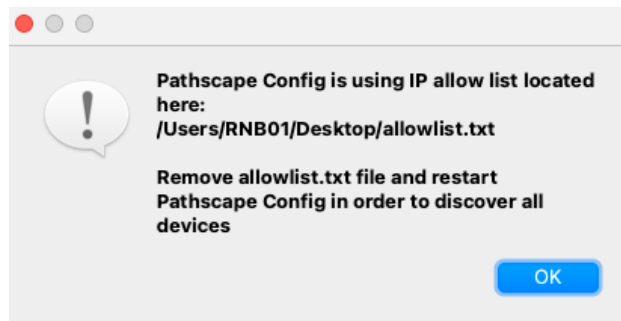 Pathscape Config is using IP allow list located
here:
/Users/RNB01/Desktop/allowlist.txt
Remove allowlist.txt file and restart
Pathscape Config in order to discover all
devices
OK